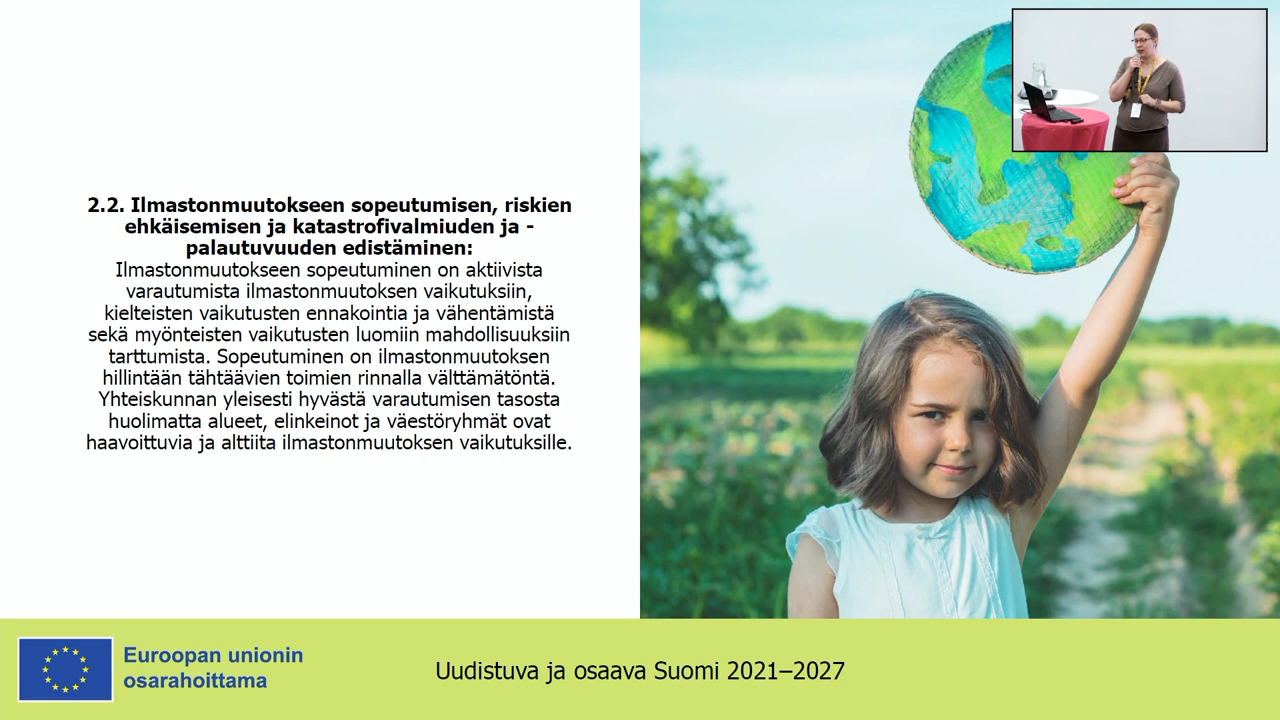 2.2. Ilmastonmuutokseen sopeutumisen, riskien
ehkäisemisen ja katastrofivalmiuden ja -
palautuvuuden edistäminen:
Ilmastonmuutokseen sopeutuminen on aktiivista
varautumista ilmastonmuutoksen vaikutuksiin,
kielteisten vaikutusten ennakointia ja vähentämistä
sekä myönteisten vaikutusten luomiin mahdollisuuksiin
tarttumista. Sopeutuminen on ilmastonmuutoksen
hillintään tähtäävien toimien rinnalla välttämätöntä.
Yhteiskunnan yleisesti hyvästä varautumisen tasosta
huolimatta alueet, elinkeinot ja väestöryhmät ovat
haavoittuvia ja alttiita ilmastonmuutoksen vaikutuksille.
Euroopan unionin
osarahoittama
Uudistuva ja osaava Suomi 2021–2027